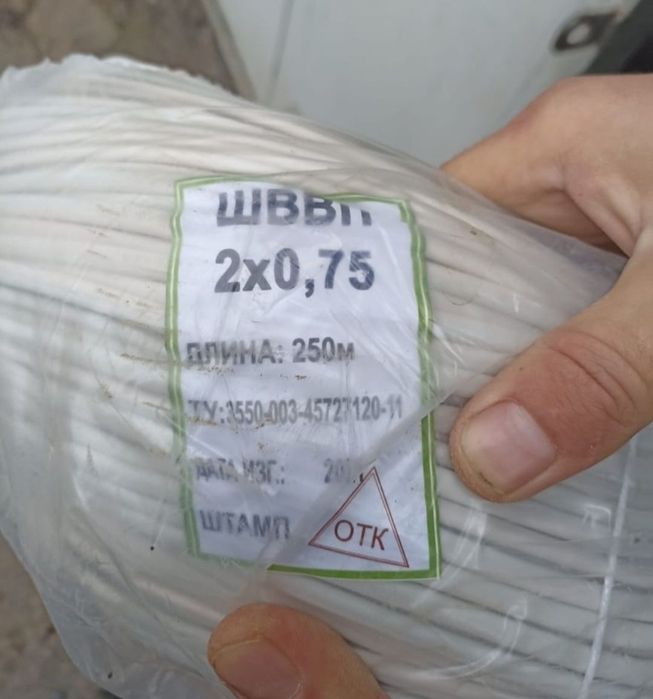 ШВВП
2х0,75
ДЛИНА: 250м
ТУ:3550-003-45727120-11
ДАТА ИЗГ.:
ШТАМП
ОТК